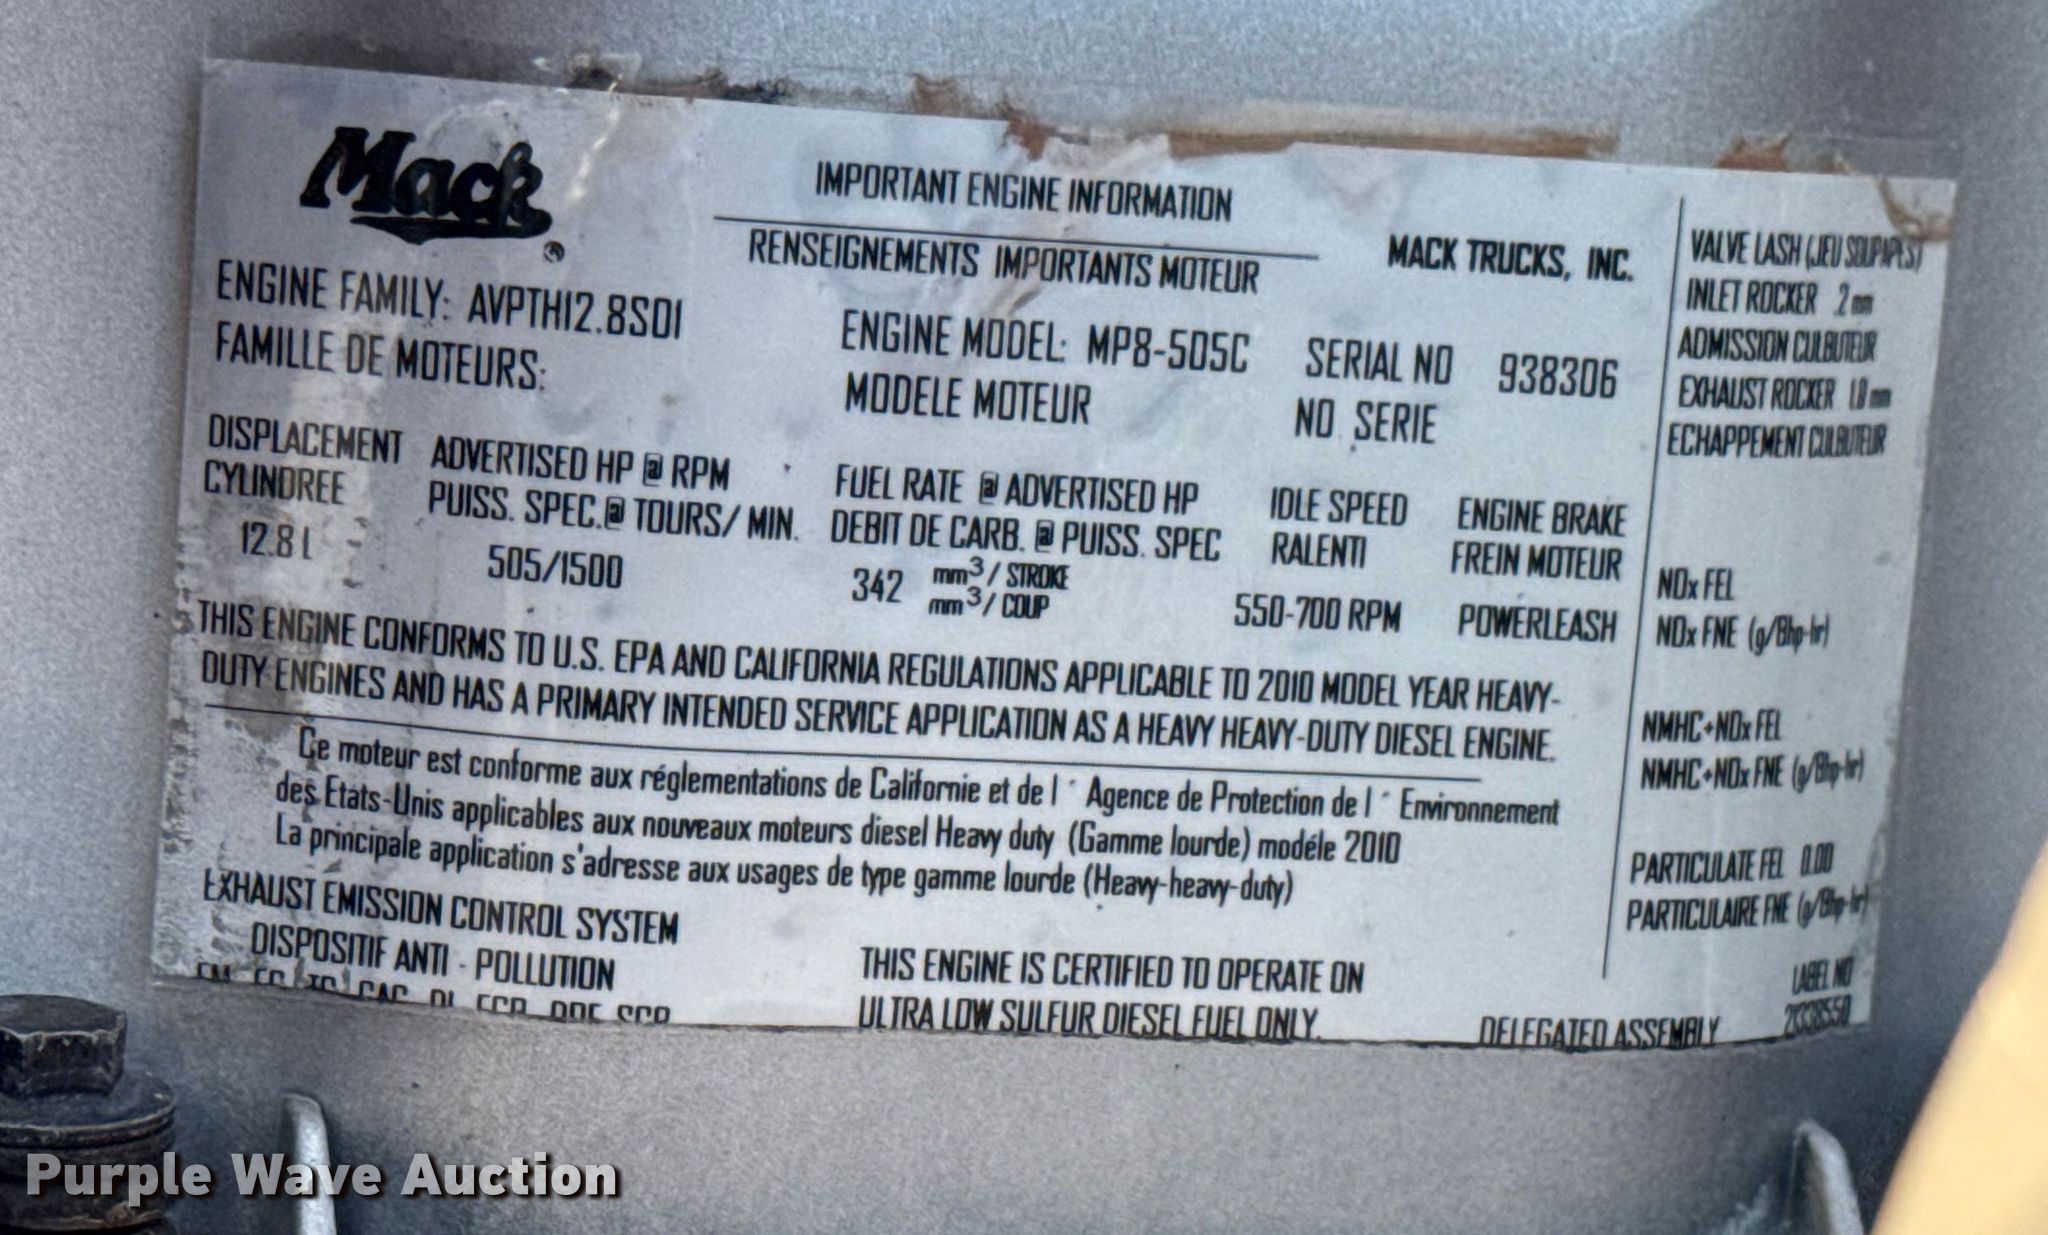 Mack ®
IMPORTANT ENGINE INFORMATION
RENSEIGNEMENTS IMPORTANTS MOTEUR
MACK TRUCKS, INC.
ENGINE FAMILY: AVPTH12.8S01
FAMILLE DE MOTEURS:
ENGINE MODEL: MP8-505C
MODELE MOTEUR
SERIAL NO 938306
NO SERIE
DISPLACEMENT
CYLINDREE
12.8 L
ADVERTISED HP @ RPM
PUISS. SPEC.@ TOURS/ MIN.
505/1500
FUEL RATE @ ADVERTISED HP
DEBIT DE CARB. @ PUISS. SPEC
342 mm3/ STROKE
mm3/ COUP
IDLE SPEED
RALENTI
550-700 RPM
ENGINE BRAKE
FREIN MOTEUR
POWERLEASH
THIS ENGINE CONFORMS TO U.S. EPA AND CALIFORNIA REGULATIONS APPLICABLE TO 2010 MODEL YEAR HEAVY-
DUTY ENGINES AND HAS A PRIMARY INTENDED SERVICE APPLICATION AS A HEAVY HEAVY-DUTY DIESEL ENGINE.
Ce moteur est conforme aux réglementations de Californie et de l ' Agence de Protection de l ' Environnement
des Etats-Unis applicables aux nouveaux moteurs diesel Heavy duty (Gamme lourde) modéle 2010
La principale application s'adresse aux usages de type gamme lourde (Heavy-heavy-duty)
EXHAUST EMISSION CONTROL SYSTEM
DISPOSITIF ANTI - POLLUTION
THIS ENGINE IS CERTIFIED TO OPERATE ON
ULTRA LOW SULFUR DIESEL FUEL ONLY.
DELEGATED ASSEMBLY
VALVE LASH (JEU SOUPAPES)
INLET ROCKER .2 mm
ADMISSION CULBUTEUR
EXHAUST ROCKER 1.8 mm
ECHAPPEMENT CULBUTEUR
NOx FEL
NOx FNE (g/Bhp-hr)
NMHC+NOx FEL
NMHC+NOx FNE (g/Bhp-hr)
PARTICULATE FEL 0.00
PARTICULAIRE FNE (g/Bhp-hr)
LABEL NO
21338550
Purple Wave Auction